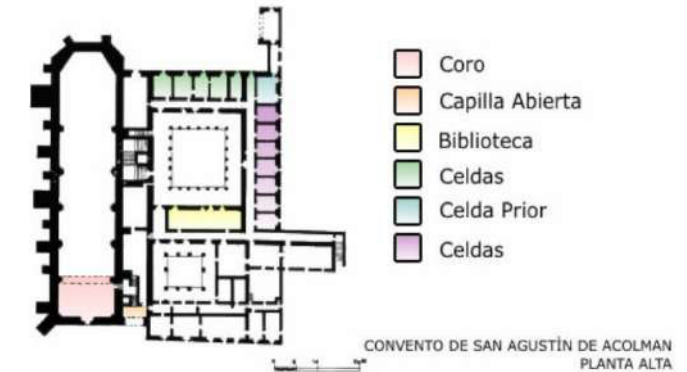 Coro
Capilla Abierta
Biblioteca
Celdas
Celda Prior
Celdas
CONVENTO DE SAN AGUSTÍN DE ACOLMAN
PLANTA ALTA